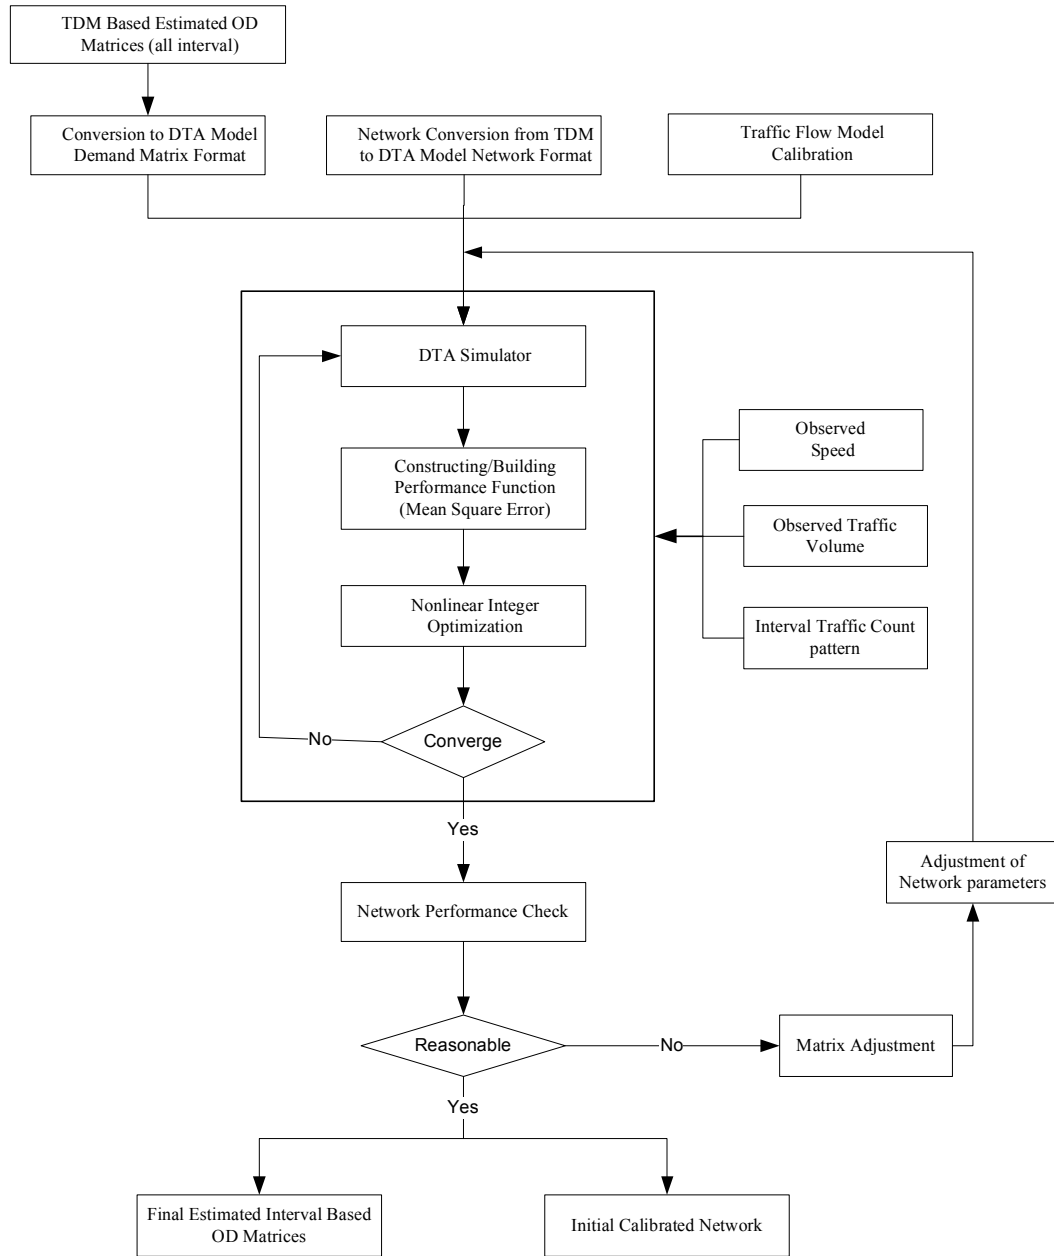 TDM Based Estimated OD
Matrices (all interval)
Conversion to DTA Model
Demand Matrix Format
Network Conversion from TDM
to DTA Model Network Format
Traffic Flow Model
Calibration
DTA Simulator
Constructing/Building
Performance Function
(Mean Square Error)
Nonlinear Integer
Optimization
No
Converge
Observed
Speed
Observed Traffic
Volume
Interval Traffic Count
pattern
Yes
Network Performance Check
Adjustment of
Network parameters
Reasonable
No
Matrix Adjustment
Yes
Final Estimated Interval Based
OD Matrices
Initial Calibrated Network